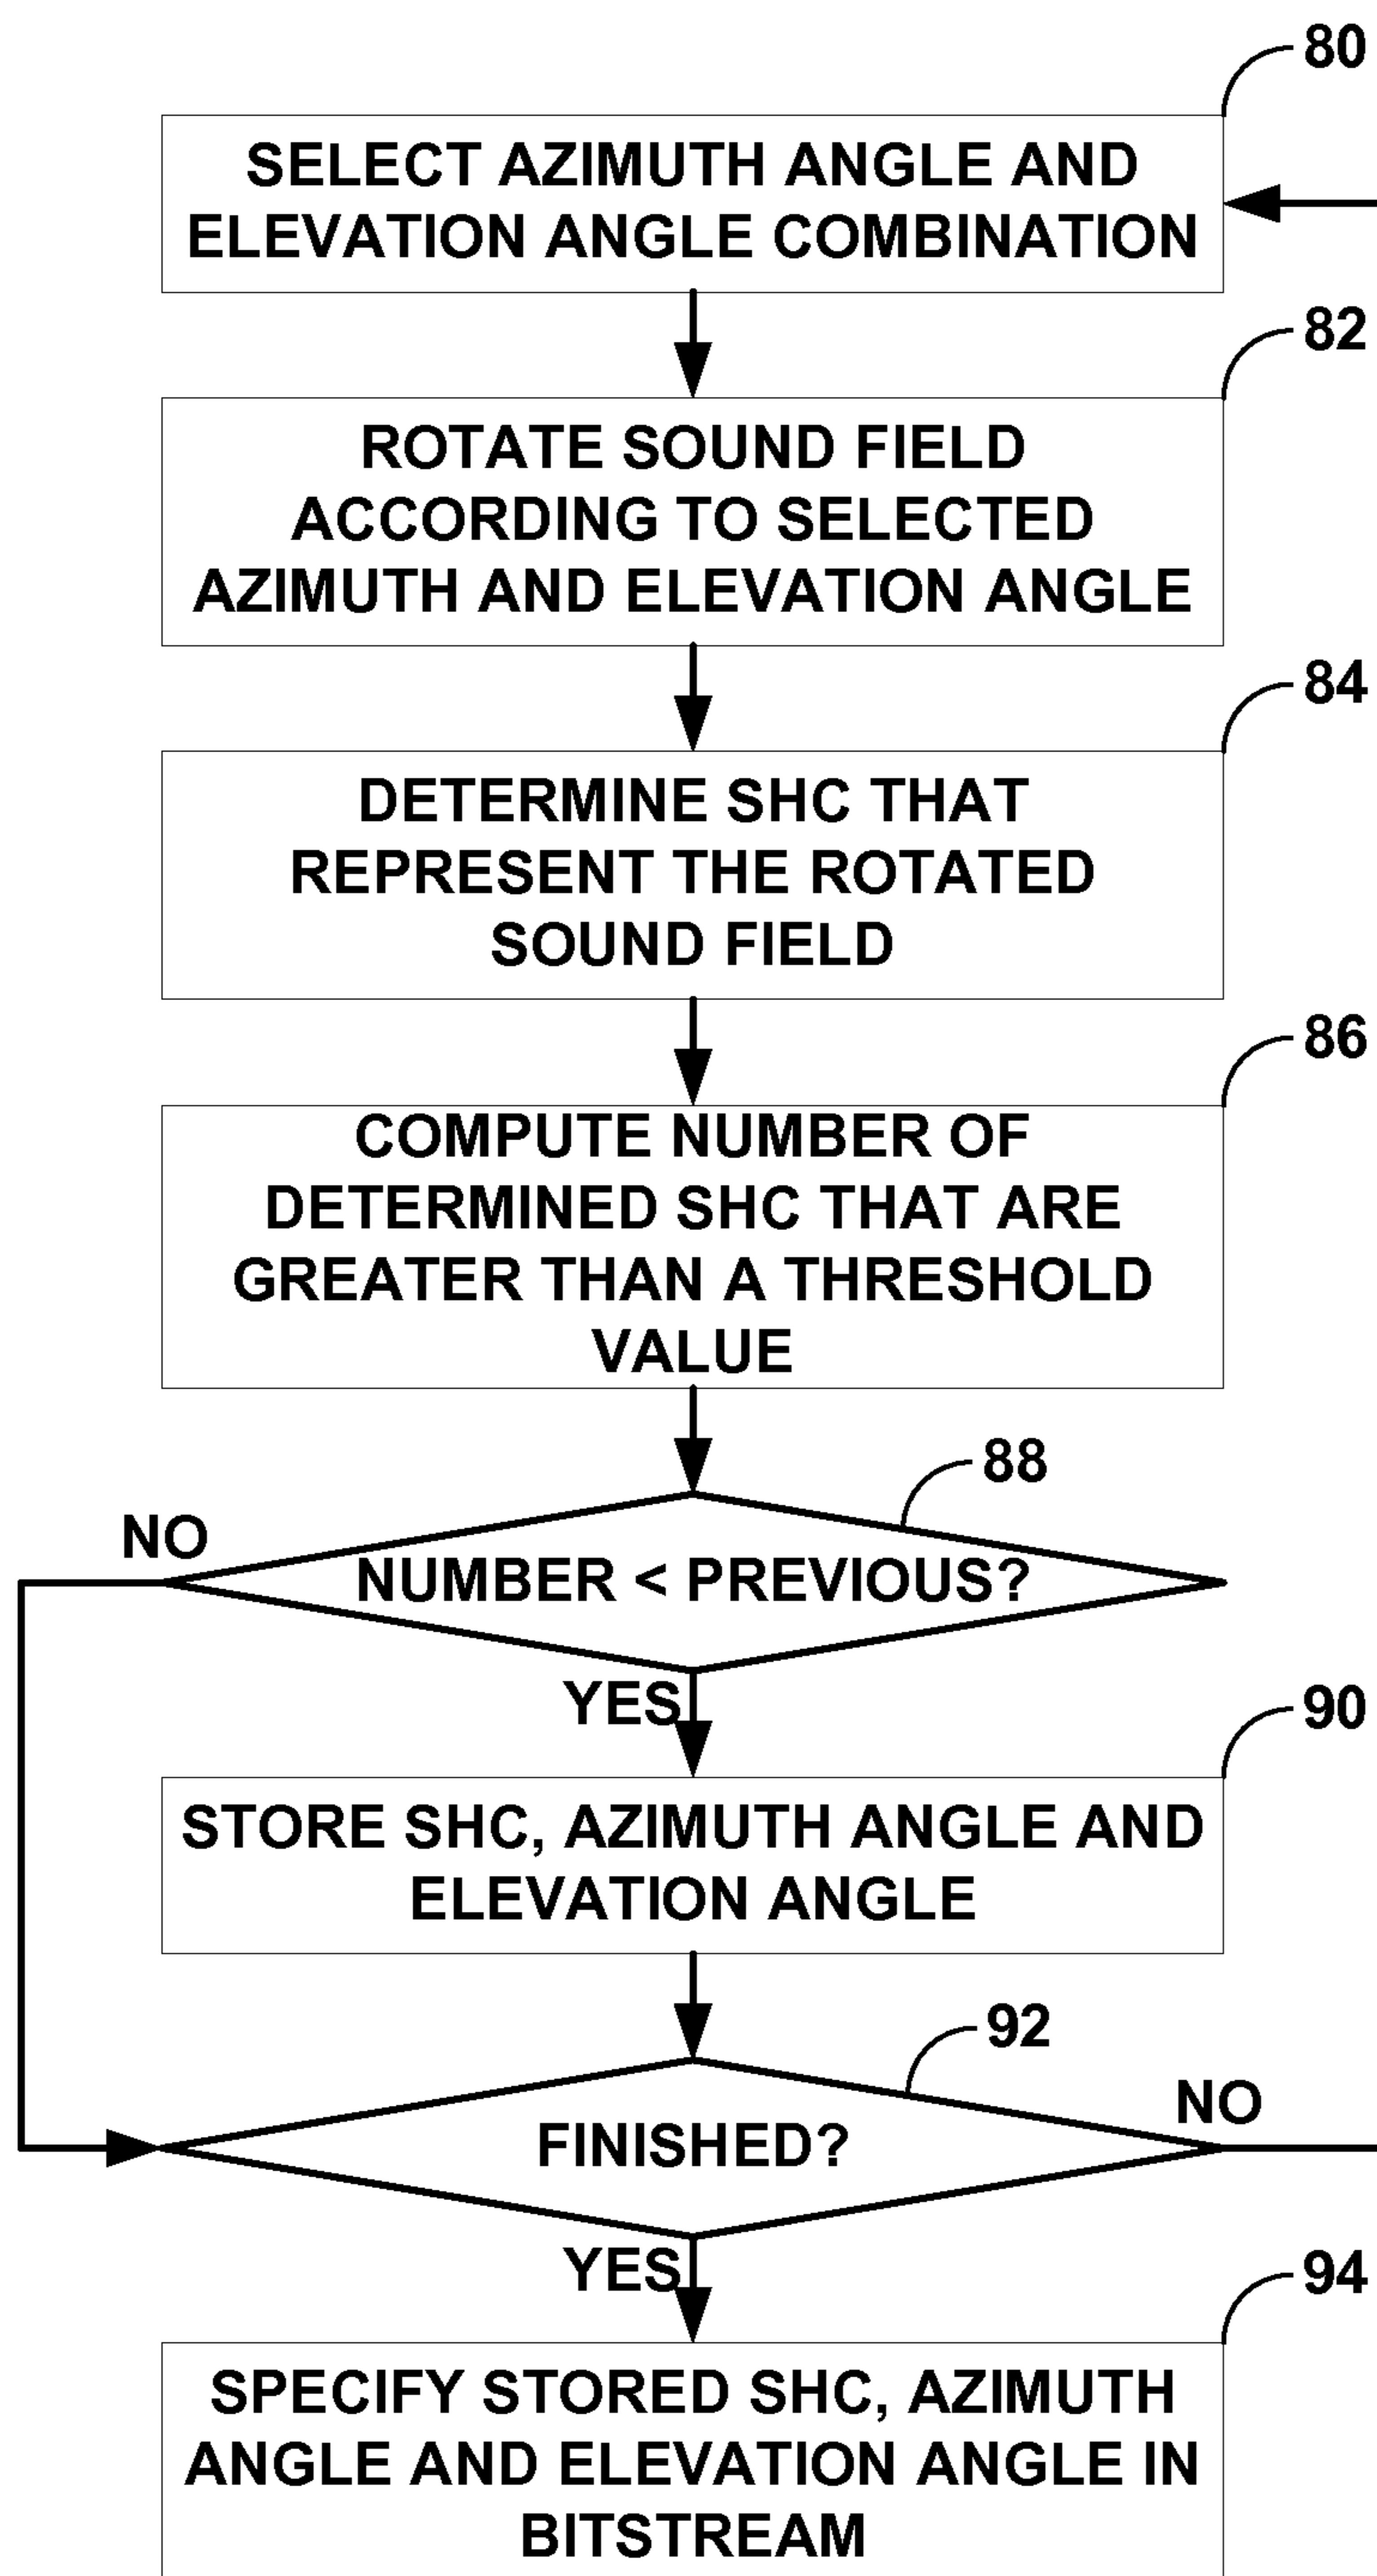 80
SELECT AZIMUTH ANGLE AND
ELEVATION ANGLE COMBINATION
82
ROTATE SOUND FIELD
ACCORDING TO SELECTED
AZIMUTH AND ELEVATION ANGLE
84
DETERMINE SHC THAT
REPRESENT THE ROTATED
SOUND FIELD
86
COMPUTE NUMBER OF
DETERMINED SHC THAT ARE
GREATER THAN A THRESHOLD
VALUE
88
NO
NUMBER < PREVIOUS?
YES
90
STORE SHC, AZIMUTH ANGLE AND
ELEVATION ANGLE
92
NO
FINISHED?
YES
94
SPECIFY STORED SHC, AZIMUTH
ANGLE AND ELEVATION ANGLE IN
BITSTREAM